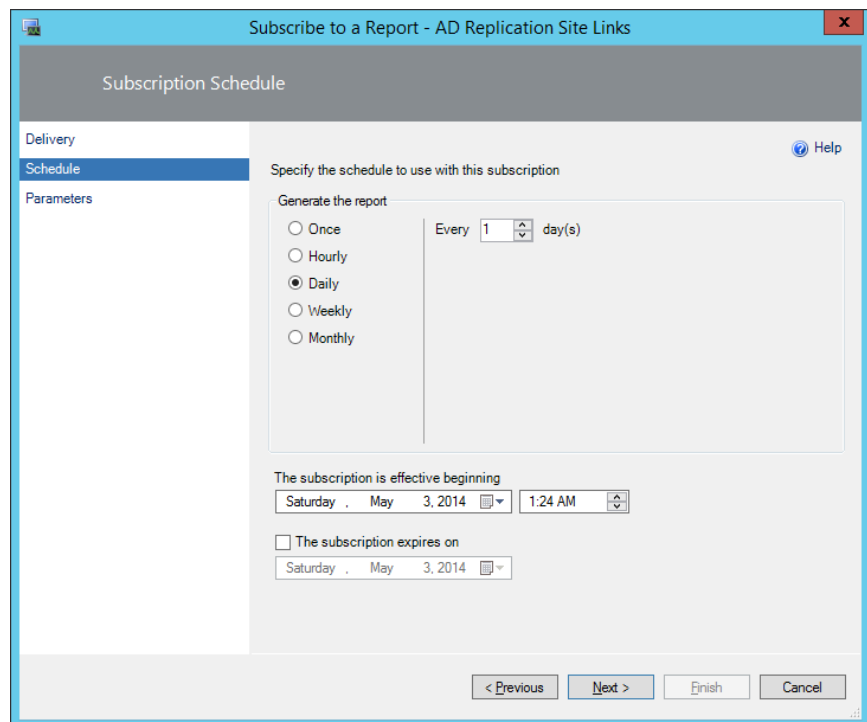 Subscribe to a Report - AD Replication Site Links
x
Subscription Schedule
Delivery
Schedule
Parameters
Help
Specify the schedule to use with this subscription
Generate the report
Once
Every 1 day(s)
Hourly
Daily
Weekly
Monthly
The subscription is effective beginning
Saturday , May 3, 2014 1:24 AM
The subscription expires on
Saturday , May 3, 2014
< Previous Next > Finish Cancel